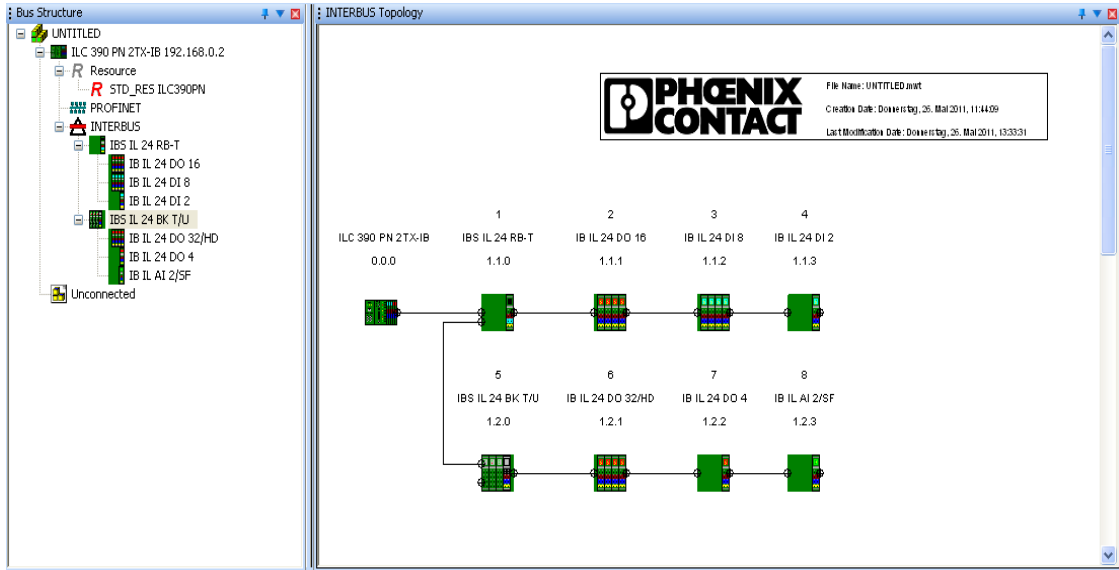 Bus Structure
UNTITLED
ILC 390 PN 2TX-IB 192.168.0.2
R Resource
R STD_RES ILC390PN
PROFINET
INTERBUS
IBS IL 24 RB-T
IB IL 24 DO 16
IB IL 24 DI 8
IB IL 24 DI 2
IBS IL 24 BK T/U
IB IL 24 DO 32/HD
IB IL 24 DO 4
IB IL AI 2/SF
Unconnected
INTERBUS Topology
PHŒNIX
CONTACT
File Name: UNTITLED.mwt
Creation Date: Donnerstag, 26. Mai 2011, 11:44:09
Last Modification Date: Donnerstag, 26. Mai 2011, 13:33:31
1 2 3 4
ILC 390 PN 2TX-IB IBS IL 24 RB-T IB IL 24 DO 16 IB IL 24 DI 8 IB IL 24 DI 2
0.0.0 1.1.0 1.1.1 1.1.2 1.1.3
5 6 7 8
IBS IL 24 BK T/U IB IL 24 DO 32/HD IB IL 24 DO 4 IB IL AI 2/SF
1.2.0 1.2.1 1.2.2 1.2.3